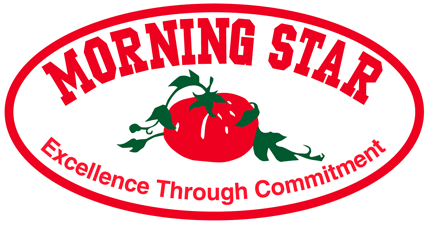 MORNING STAR
Excellence Through Commitment